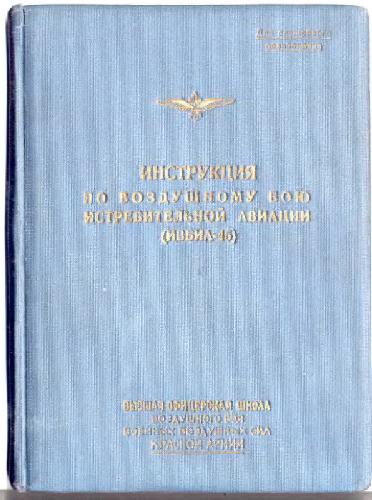 Для служебного
пользования
ИНСТРУКЦИЯ
ПО ВОЗДУШНОМУ БОЮ
ИСТРЕБИТЕЛЬНОЙ АВИАЦИИ
(ИВБИА-45)
ВЫСШАЯ ОФИЦЕРСКАЯ ШКОЛА
ВОЗДУШНОГО БОЯ
ВОЕННО-ВОЗДУШНЫХ СИЛ
КРАСНОЙ АРМИИ